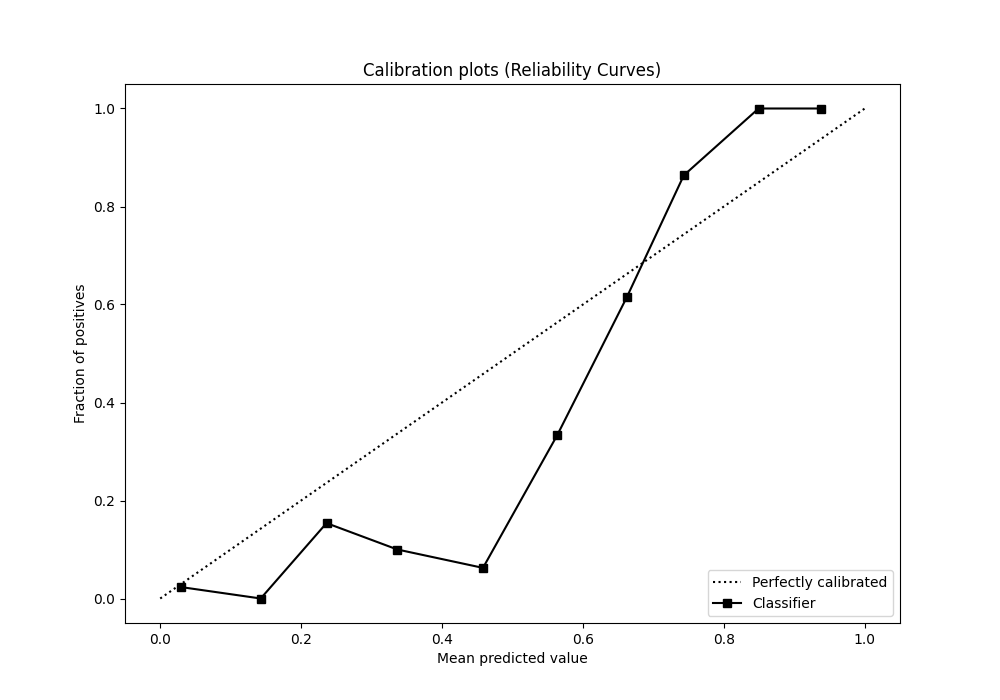 Calibration plots (Reliability Curves)
1.0
0.8
0.6
0.4
0.2
0.0
Fraction of positives
0.0 0.2 0.4 0.6 0.8 1.0
Mean predicted value
Perfectly calibrated
Classifier